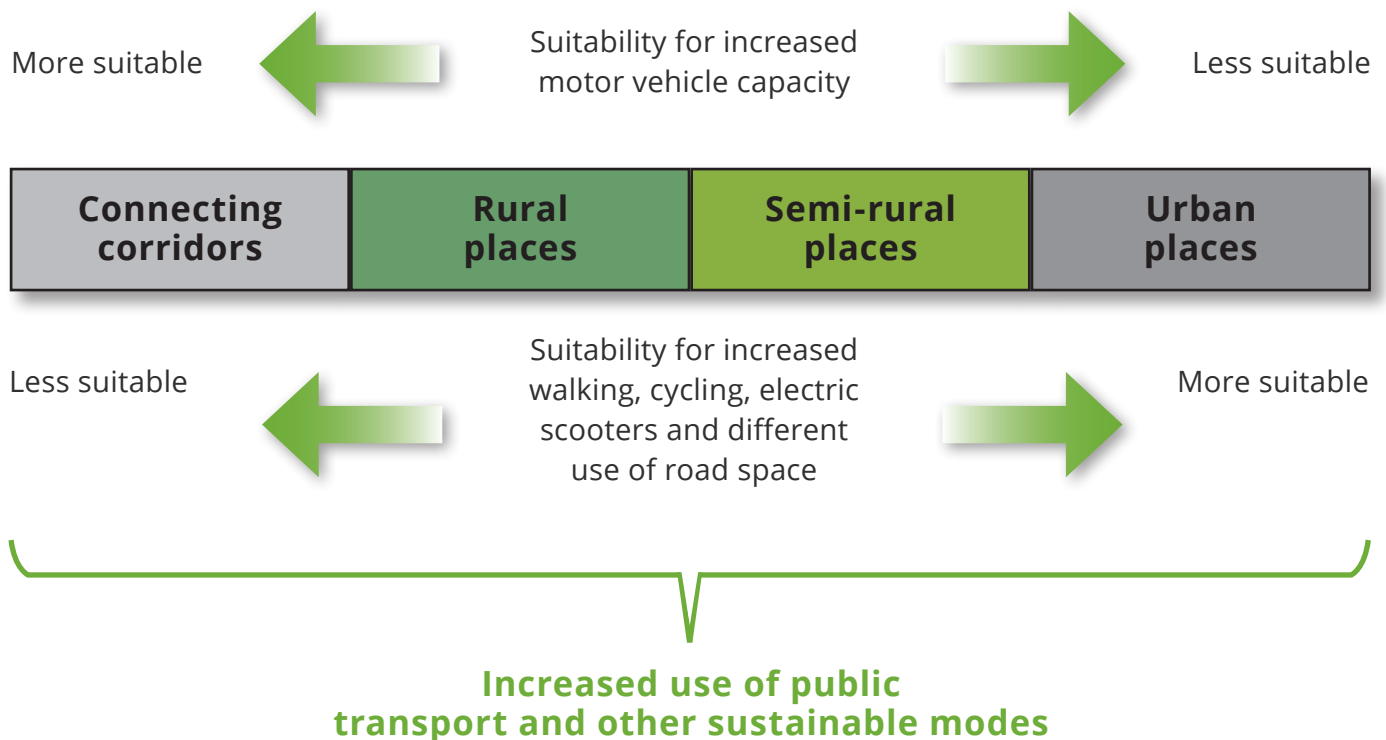 More suitable
Suitability for increased
motor vehicle capacity
Less suitable
Connecting
corridors
Rural
places
Semi-rural
places
Urban
places
Less suitable
Suitability for increased
walking, cycling, electric
scooters and different
use of road space
More suitable
Increased use of public
transport and other sustainable modes